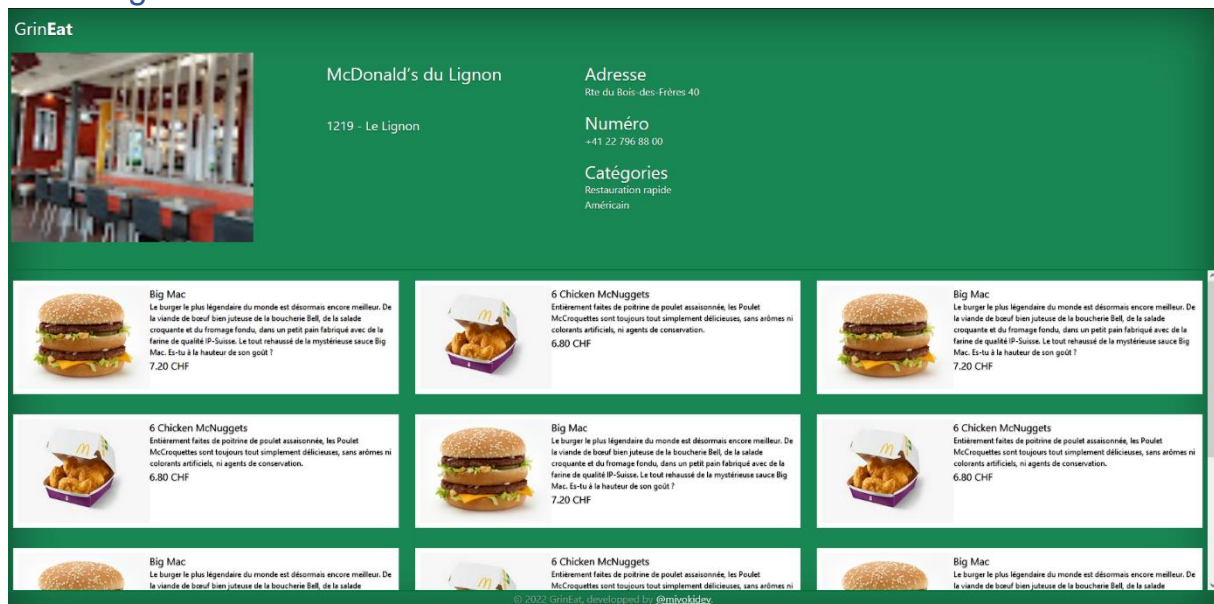 GrinEat
McDonald's du Lignon
1219 - Le Lignon
Adresse
Rte du Bois-des-Frères 40
Numéro
+41 22 796 88 00
Catégories
Restauration rapide
Américain
Big Mac
Le burger le plus légendaire du monde est désormais encore meilleur. De
la viande de bœuf bien juteuse de la boucherie Bell, de la salade
croquante et du fromage fondu, dans un petit pain fabriqué avec de la
farine de qualité IP-Suisse. Le tout rehaussé de la mystérieuse sauce Big
Mac. Es-tu à la hauteur de son goût ?
7.20 CHF
6 Chicken McNuggets
Entièrement faites de poitrine de poulet assaisonnée, les Poulet
McCroquettes sont toujours tout simplement délicieuses, sans arômes ni
colorants artificiels, ni agents de conservation.
6.80 CHF
Big Mac
Le burger le plus légendaire du monde est désormais encore meilleur. De
la viande de bœuf bien juteuse de la boucherie Bell, de la salade
croquante et du fromage fondu, dans un petit pain fabriqué avec de la
farine de qualité IP-Suisse. Le tout rehaussé de la mystérieuse sauce Big
Mac. Es-tu à la hauteur de son goût ?
7.20 CHF
6 Chicken McNuggets
Entièrement faites de poitrine de poulet assaisonnée, les Poulet
McCroquettes sont toujours tout simplement délicieuses, sans arômes ni
colorants artificiels, ni agents de conservation.
6.80 CHF
Big Mac
Le burger le plus légendaire du monde est désormais encore meilleur. De
la viande de bœuf bien juteuse de la boucherie Bell, de la salade
croquante et du fromage fondu, dans un petit pain fabriqué avec de la
farine de qualité IP-Suisse. Le tout rehaussé de la mystérieuse sauce Big
Mac. Es-tu à la hauteur de son goût ?
7.20 CHF
6 Chicken McNuggets
Entièrement faites de poitrine de poulet assaisonnée, les Poulet
McCroquettes sont toujours tout simplement délicieuses, sans arômes ni
colorants artificiels, ni agents de conservation.
6.80 CHF
Big Mac
Le burger le plus légendaire du monde est désormais encore meilleur. De
la viande de bœuf bien juteuse de la boucherie Bell, de la salade
6 Chicken McNuggets
Entièrement faites de poitrine de poulet assaisonnée, les Poulet
McCroquettes sont toujours tout simplement délicieuses, sans arômes ni
Big Mac
Le burger le plus légendaire du monde est désormais encore meilleur. De
la viande de bœuf bien juteuse de la boucherie Bell, de la salade
© 2022 GrinEat, developped by @miyokidev.